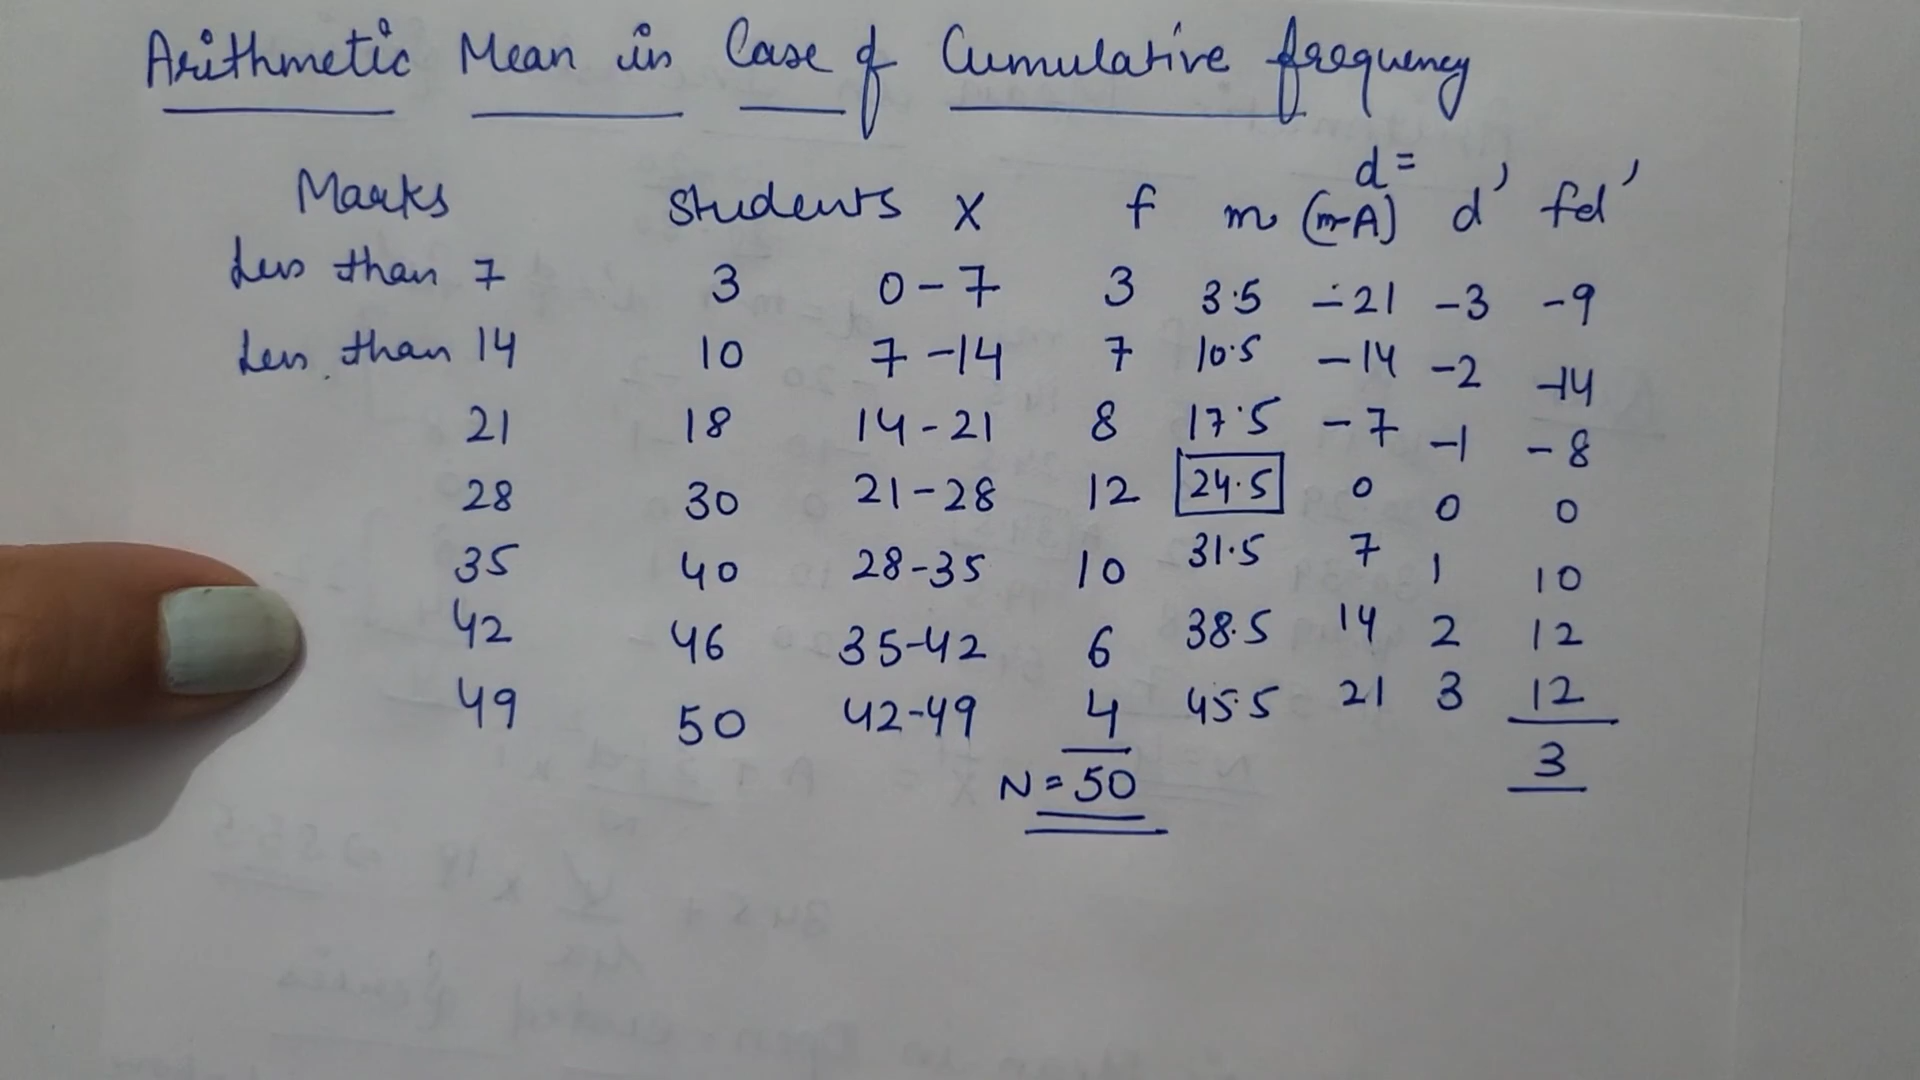 Arithmetic Mean in Case of Cumulative frequency
d =
Marks students X f m (m-A) d' fd'
Less than 7 3 0-7 3 3.5 -21 -3 -9
Less than 14 10 7-14 7 10.5 -14 -2 -14
21 18 14-21 8 17.5 -7 -1 -8
28 30 21-28 12 24.5 0 0 0
35 40 28-35 10 31.5 7 1 10
42 46 35-42 6 38.5 14 2 12
49 50 42-49 4 45.5 21 3 12
N = 50 3